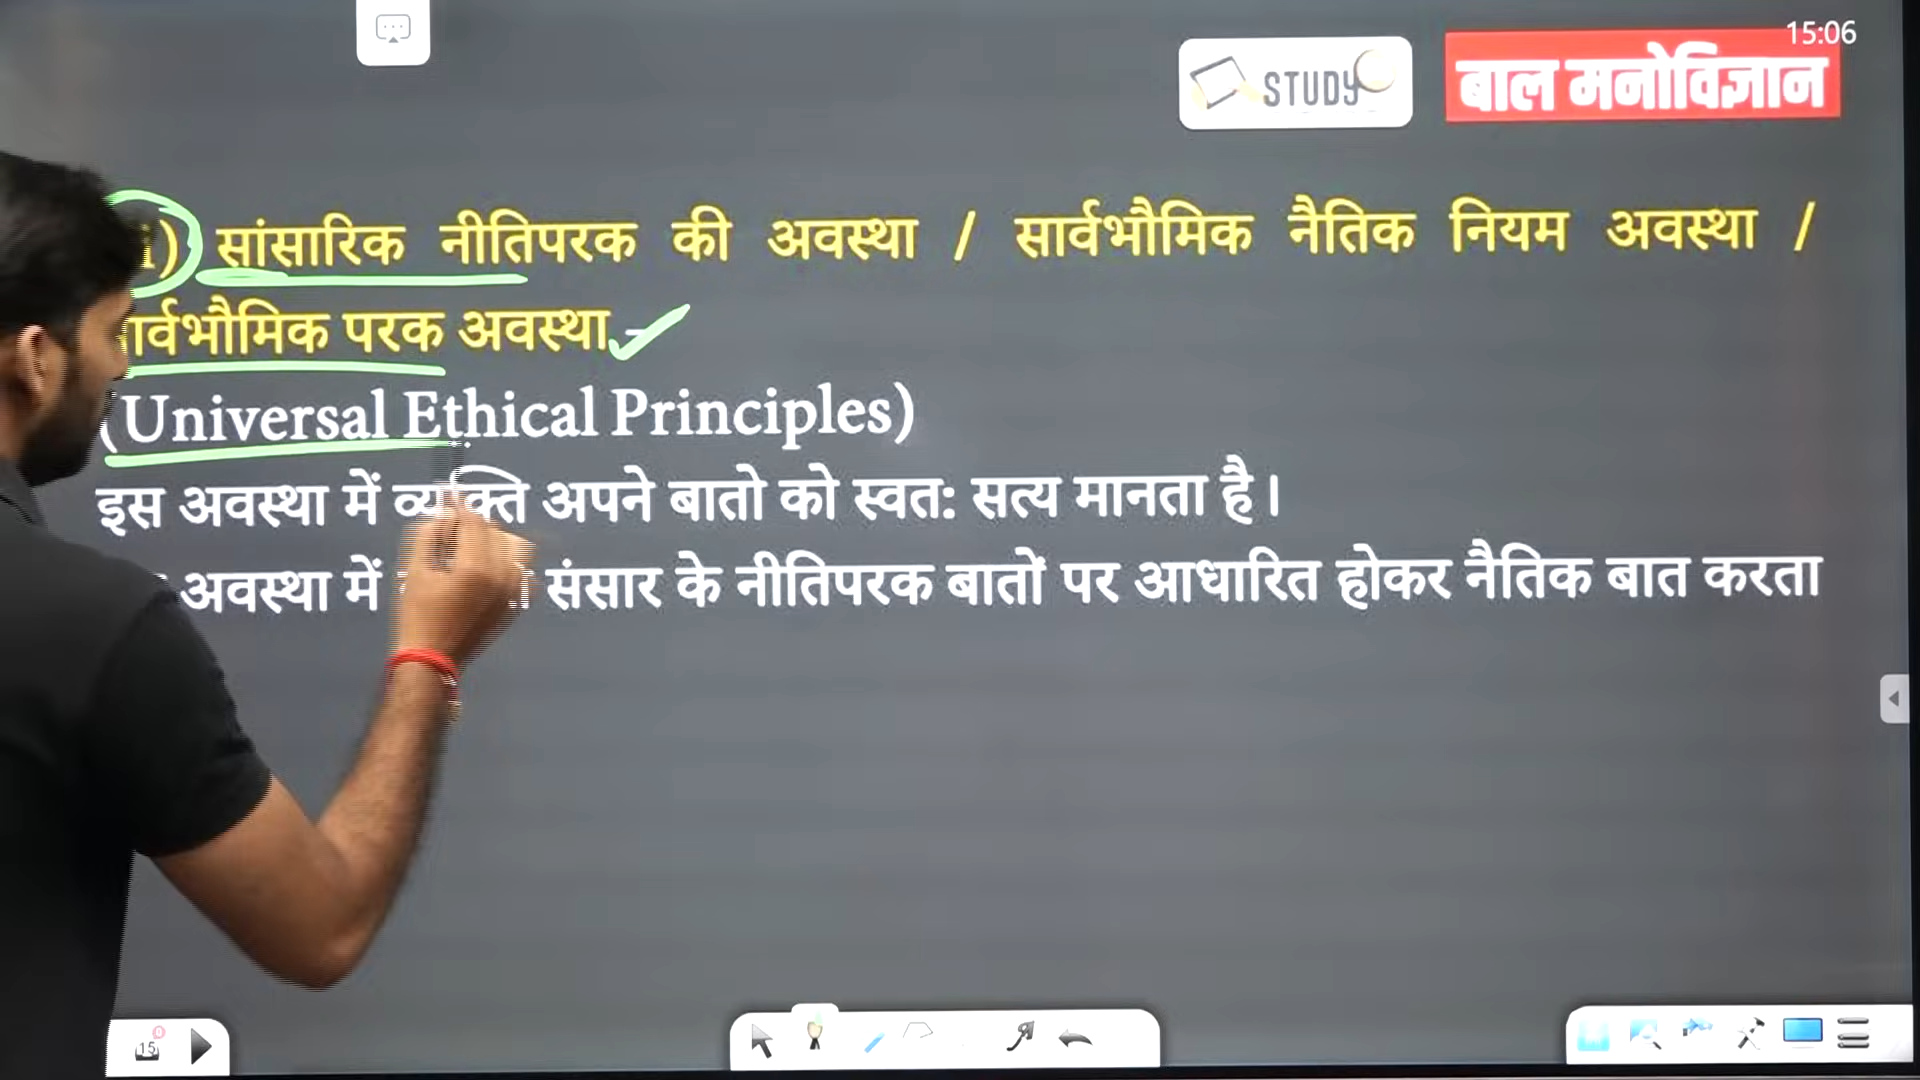 15:06
STUDY
बाल मनोविज्ञान
i) सांसारिक नीतिपरक की अवस्था / सार्वभौमिक नैतिक नियम अवस्था /
र्वभौमिक परक अवस्था -
(Universal Ethical Principles)
इस अवस्था में व्यक्ति अपने बातो को स्वत: सत्य मानता है।
अवस्था में संसार के नीतिपरक बातों पर आधारित होकर नैतिक बात करता
15